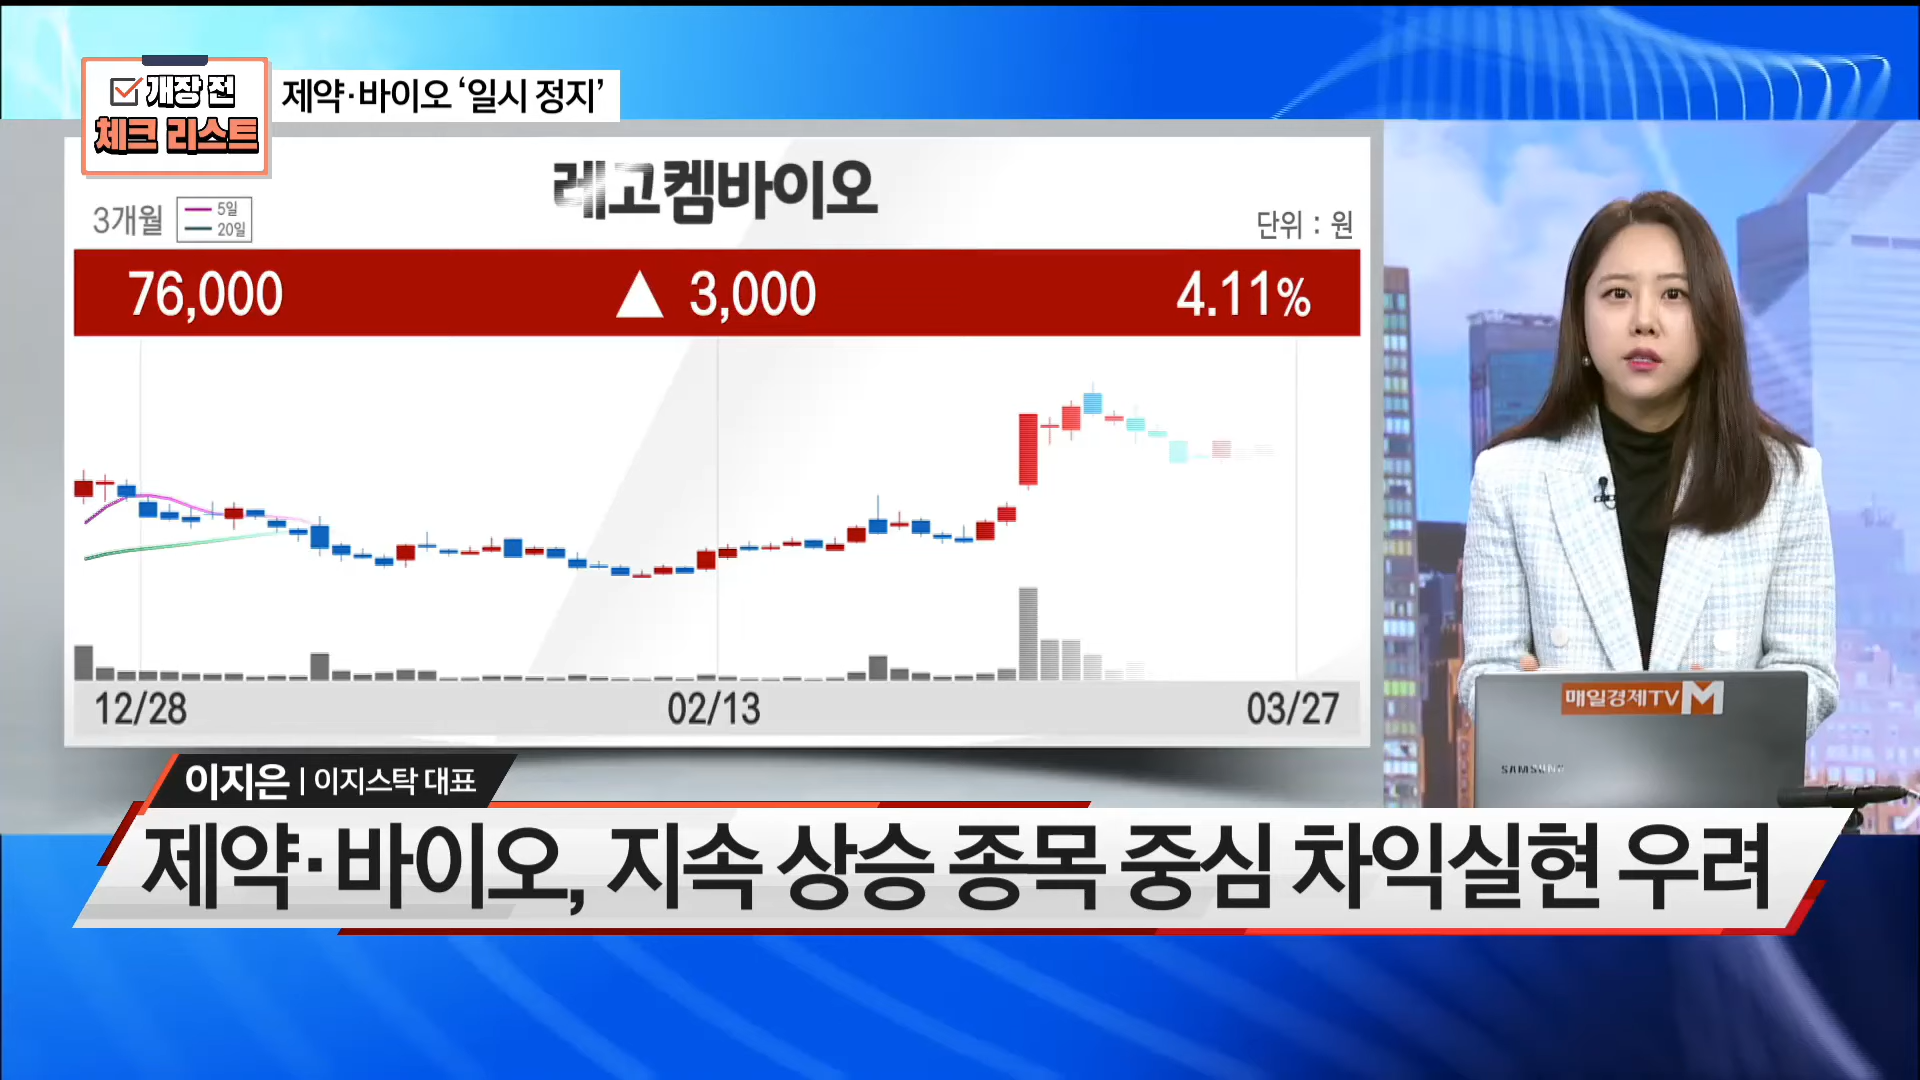 개장 전
체크 리스트
제약·바이오 ‘일시 정지’
레고켐바이오
3개월
5일
20일
단위 : 원
76,000 ▲ 3,000 4.11%
12/28 02/13 03/27
매일경제TV M
SAMSUNG
이지은 | 이지스탁 대표
제약·바이오, 지속 상승 종목 중심 차익실현 우려